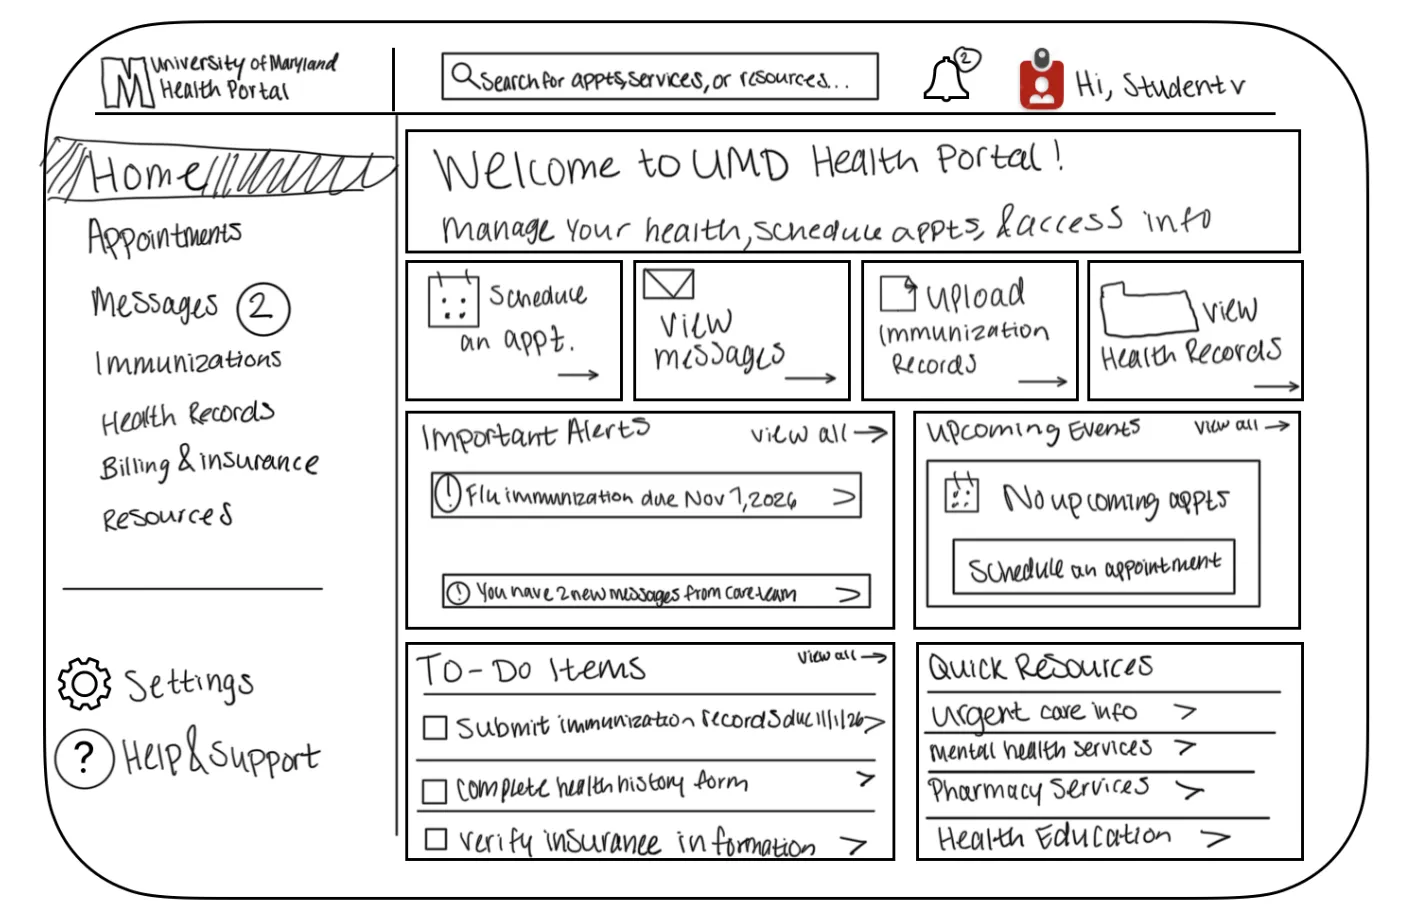 M University of Maryland
Health Portal
Search for appts, services, or resources...
2
Hi, Student v
Home
Appointments
Messages 2
Immunizations
Health Records
Billing & insurance
Resources
Settings
? Help & Support
Welcome to UMD Health Portal!
Manage your health, schedule appts, & access info
Schedule
an appt.
View
messages
Upload
Immunization
Records
View
Health Records
Important Alerts
View all →
! Flu immunization due Nov 7, 2026 >
! You have 2 new messages from care team >
Upcoming Events
View all →
No upcoming appts
Schedule an appointment
To-Do Items
View all →
Submit immunization records due 11/1/26 >
Complete health history form >
Verify insurance information >
Quick Resources
Urgent care info >
Mental health services >
Pharmacy Services >
Health Education >